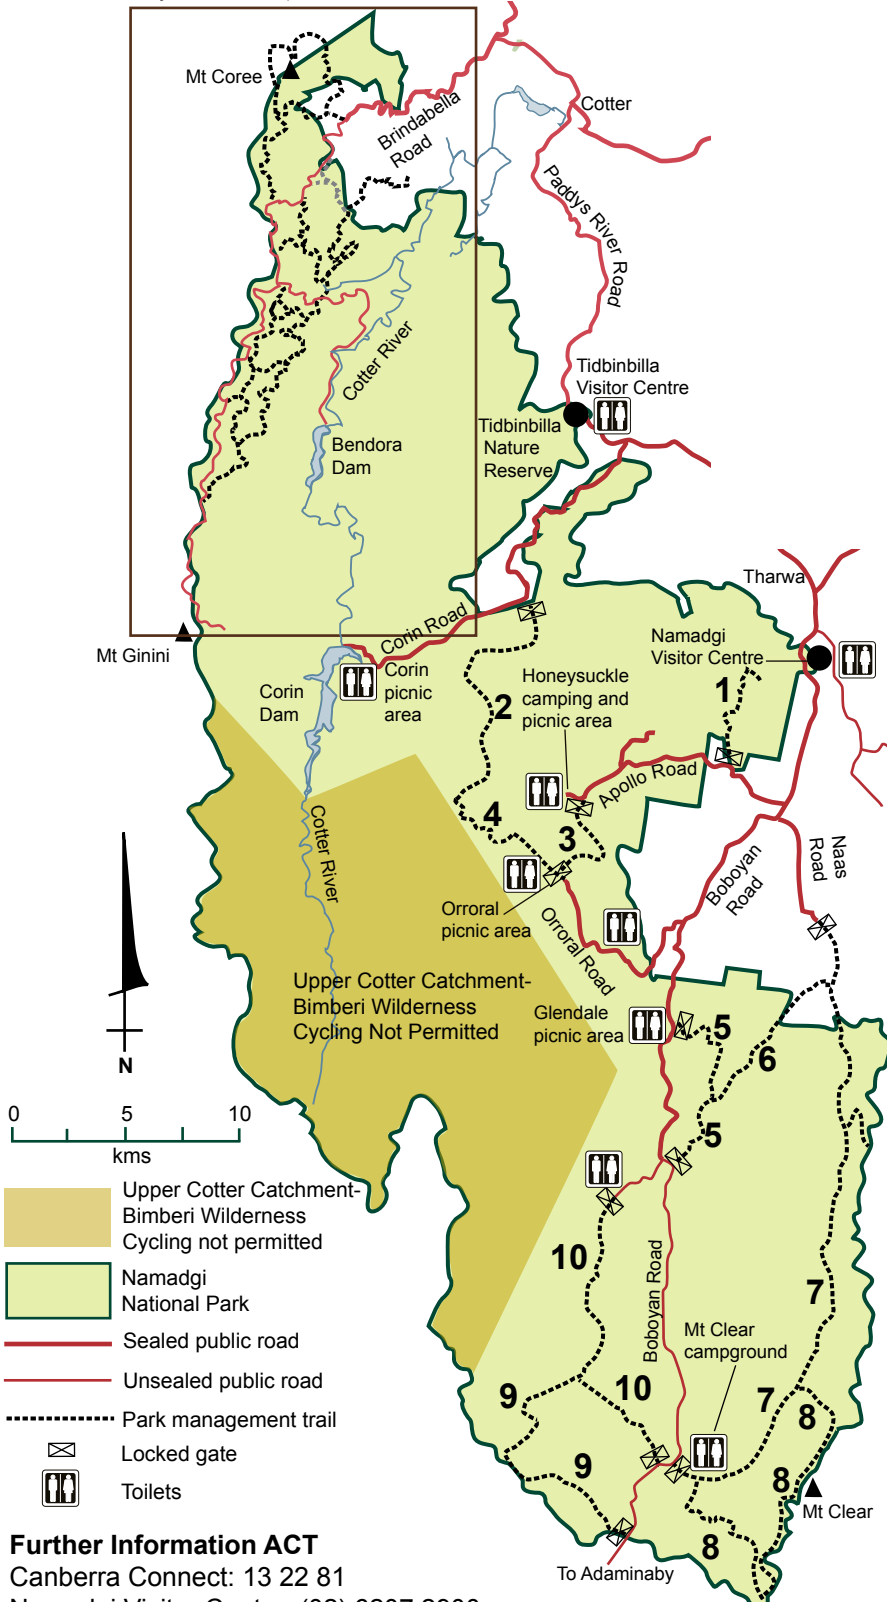 Mt Coree
Brindabella
Road
Cotter
Paddys River Road
Cotter River
Tidbinbilla
Visitor Centre
Tidbinbilla
Nature
Reserve
Bendora
Dam
Tharwa
Corin Road
Namadgi
Visitor Centre
Mt Ginini
Corin
Dam
Corin
picnic
area
Honeysuckle
camping and
picnic area
1
2
Apollo Road
4
3
Cotter River
Orroral
picnic area
Orroral Road
Boboyan
Road
Naas
Road
Upper Cotter Catchment-
Bimberi Wilderness
Cycling Not Permitted
Glendale
picnic area
5
6
5
N
0 5 10
kms
Upper Cotter Catchment-
Bimberi Wilderness
Cycling not permitted
Namadgi
National Park
Sealed public road
Unsealed public road
Park management trail
Locked gate
Toilets
10
Boboyan Road
7
Mt Clear
campground
9
10
7
8
9
8
Mt Clear
8
To Adaminaby
Further Information ACT
Canberra Connect: 13 22 81